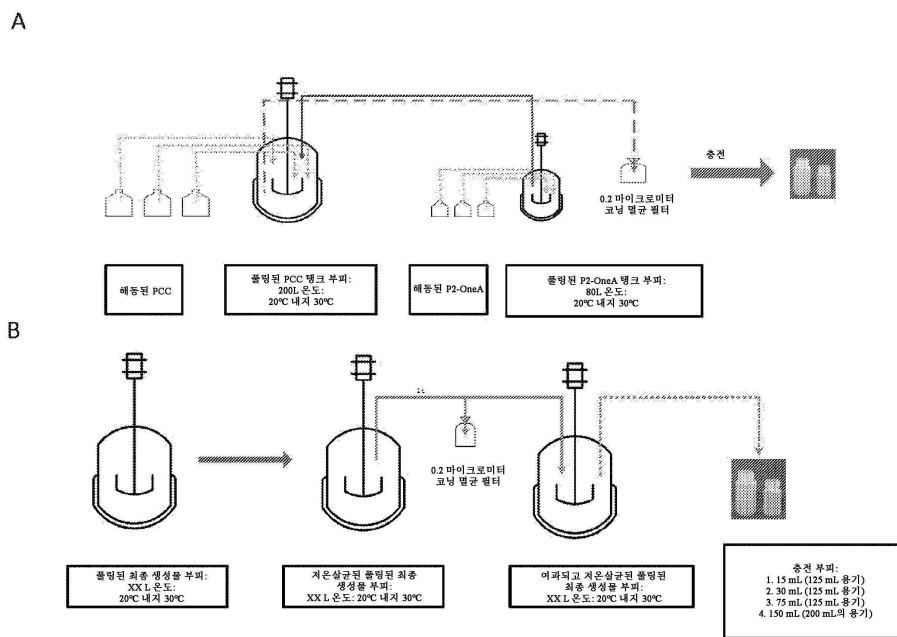 A
충전
0.2 마이크로미터
코닝 멸균 필터
해동된 PCC
풀링된 PCC 탱크 부피:
200L 온도:
20℃ 내지 30℃
해동된 P2-OneA
풀링된 P2-OneA 탱크 부피:
80L 온도:
20℃ 내지 30℃
B
0.2 마이크로미터
코닝 멸균 필터
풀링된 최종 생성물 부피:
XX L 온도:
20℃ 내지 30℃
저온살균된 풀링된 최종
생성물 부피:
XX L 온도: 20℃ 내지 30℃
여과되고 저온살균된 풀링된
최종 생성물 부피:
XX L 온도: 20℃ 내지 30℃
충전 부피:
1. 15 mL (125 mL 용기)
2. 30 mL (125 mL 용기)
3. 75 mL (125 mL 용기)
4. 150 mL (200 mL의 용기)